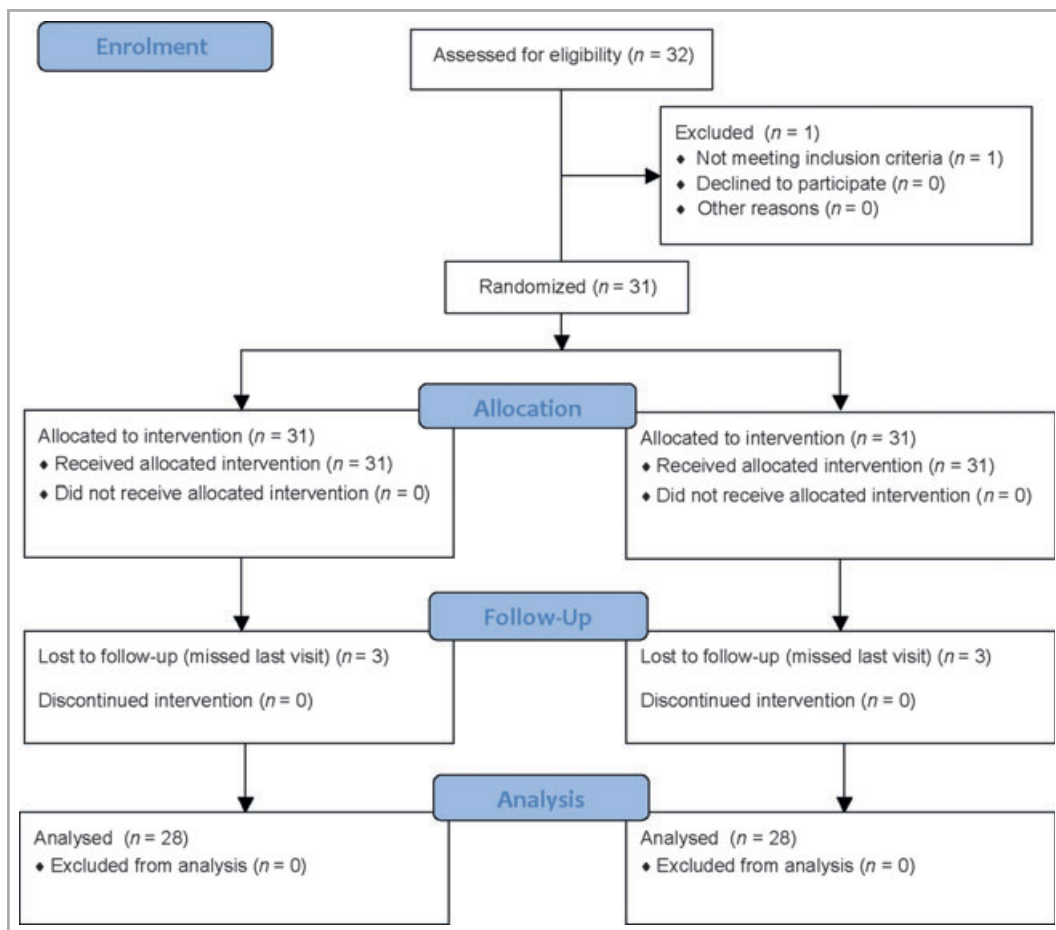 Enrolment
Assessed for eligibility (n = 32)
Excluded (n = 1)
♦ Not meeting inclusion criteria (n = 1)
♦ Declined to participate (n = 0)
♦ Other reasons (n = 0)
Randomized (n = 31)
Allocation
Allocated to intervention (n = 31)
♦ Received allocated intervention (n = 31)
♦ Did not receive allocated intervention (n = 0)
Allocated to intervention (n = 31)
♦ Received allocated intervention (n = 31)
♦ Did not receive allocated intervention (n = 0)
Follow-Up
Lost to follow-up (missed last visit) (n = 3)
Discontinued intervention (n = 0)
Lost to follow-up (missed last visit) (n = 3)
Discontinued intervention (n = 0)
Analysis
Analysed (n = 28)
♦ Excluded from analysis (n = 0)
Analysed (n = 28)
♦ Excluded from analysis (n = 0)